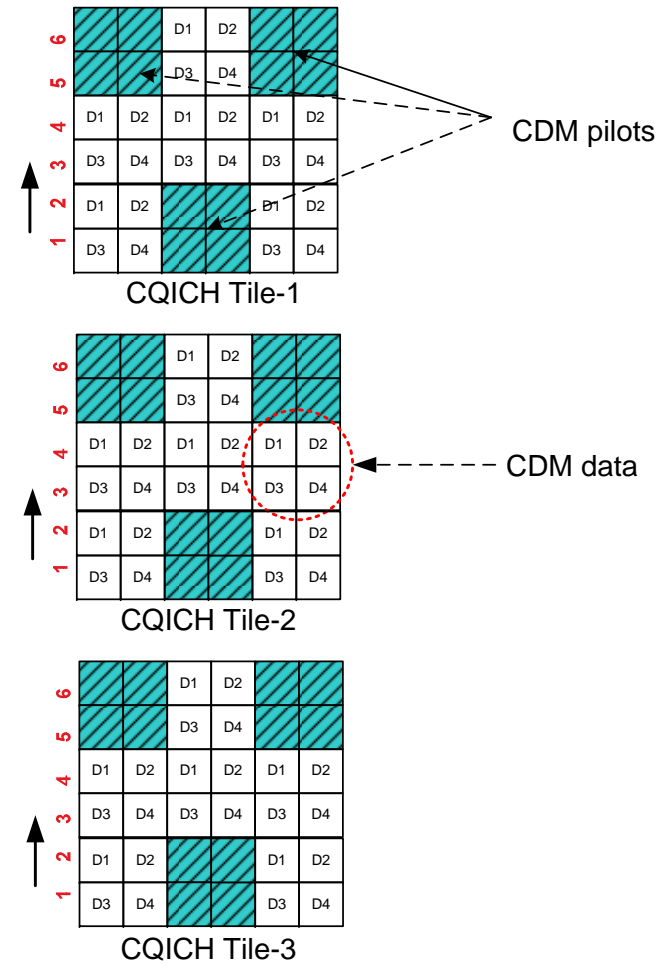 6 D1 D2
5 D3 D4
4 D1 D2 D1 D2 D1 D2
CDM pilots
3 D3 D4 D3 D4 D3 D4
2 D1 D2 D1 D2
1 D3 D4 D3 D4
CQICH Tile-1
6 D1 D2
5 D3 D4
4 D1 D2 D1 D2 D1 D2
CDM data
3 D3 D4 D3 D4 D3 D4
2 D1 D2 D1 D2
1 D3 D4 D3 D4
CQICH Tile-2
6 D1 D2
5 D3 D4
4 D1 D2 D1 D2 D1 D2
3 D3 D4 D3 D4 D3 D4
2 D1 D2 D1 D2
1 D3 D4 D3 D4
CQICH Tile-3